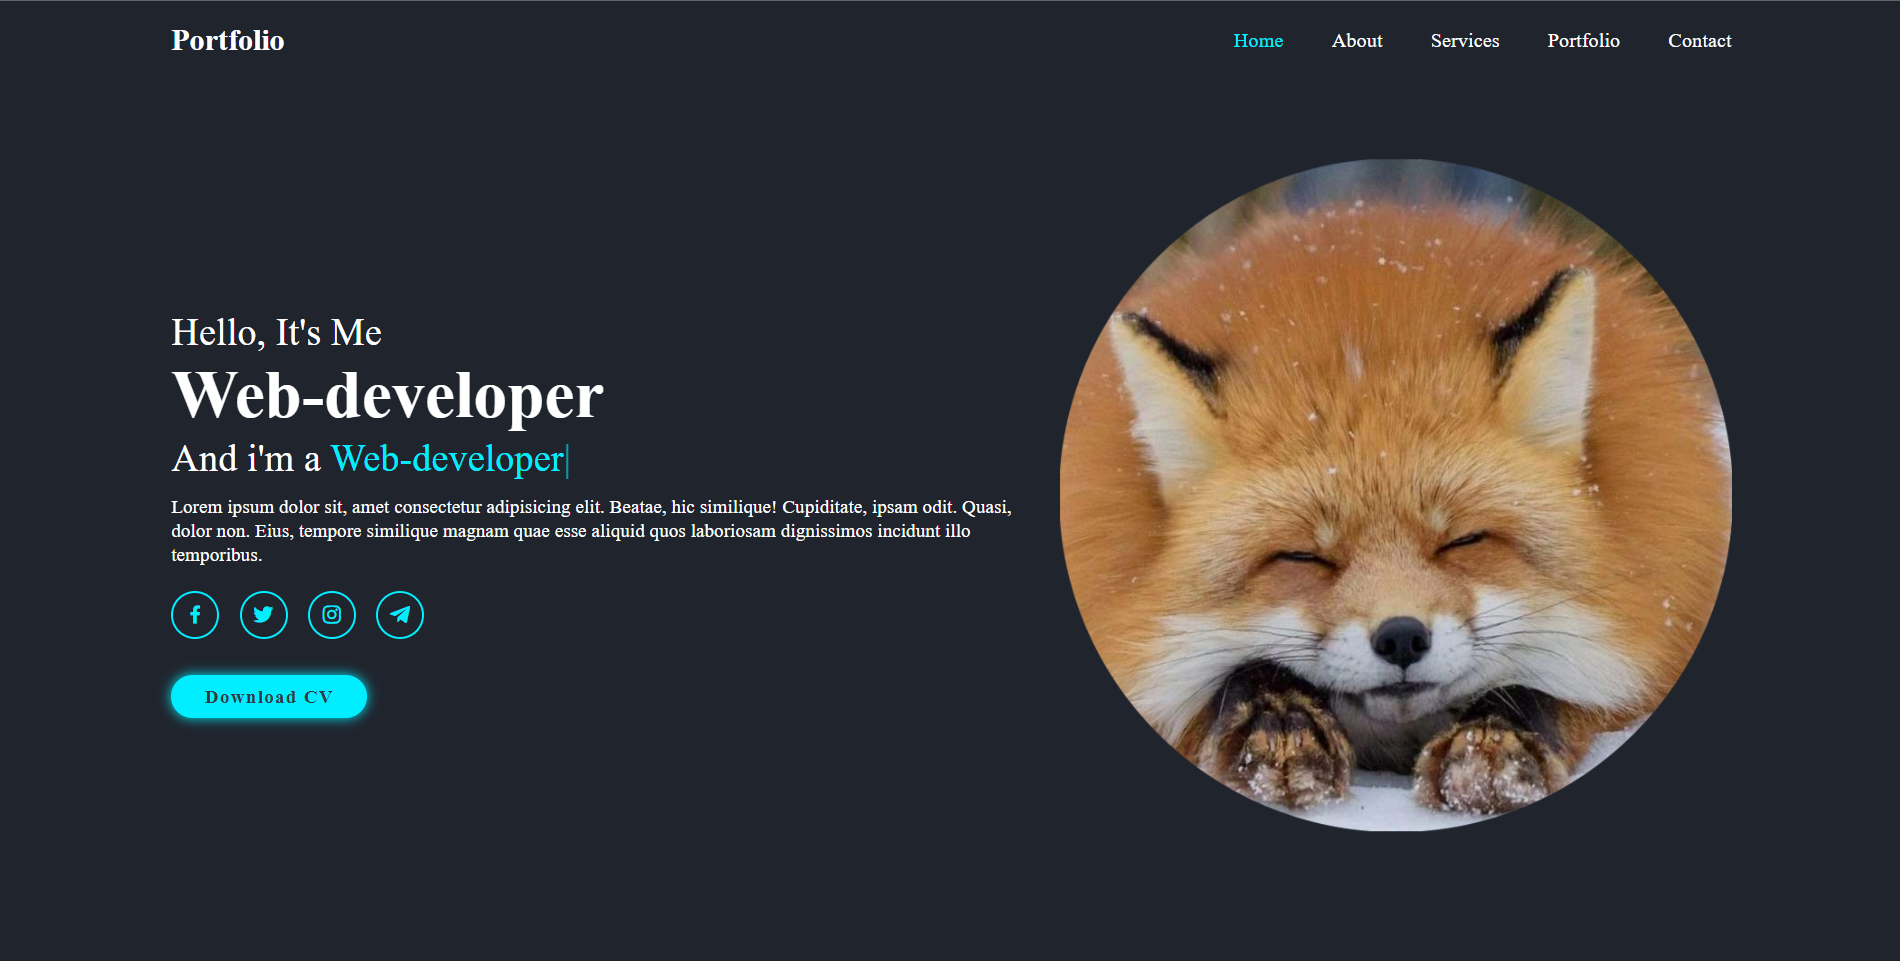 Portfolio
Home About Services Portfolio Contact
Hello, It's Me
Web-developer
And i'm a Web-developer|
Lorem ipsum dolor sit, amet consectetur adipisicing elit. Beatae, hic similique! Cupiditate, ipsam odit. Quasi,
dolor non. Eius, tempore similique magnam quae esse aliquid quos laboriosam dignissimos incidunt illo
temporibus.
Download CV